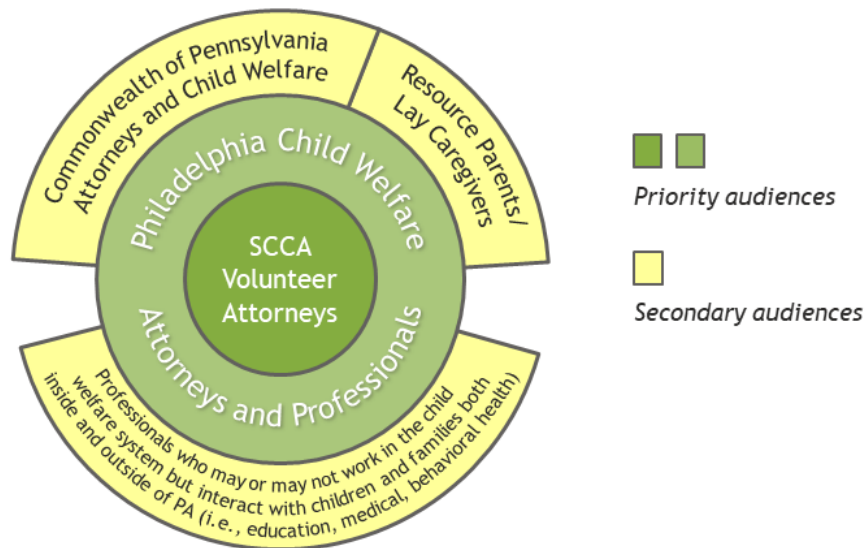 Commonwealth of Pennsylvania
Attorneys and Child Welfare
Resource Parents/
Lay Caregivers
Philadelphia Child Welfare
Attorneys and Professionals
SCCA
Volunteer
Attorneys
Professionals who may or may not work in the child
welfare system but interact with children and families both
inside and outside of PA (i.e., education, medical, behavioral health)
Priority audiences
Secondary audiences